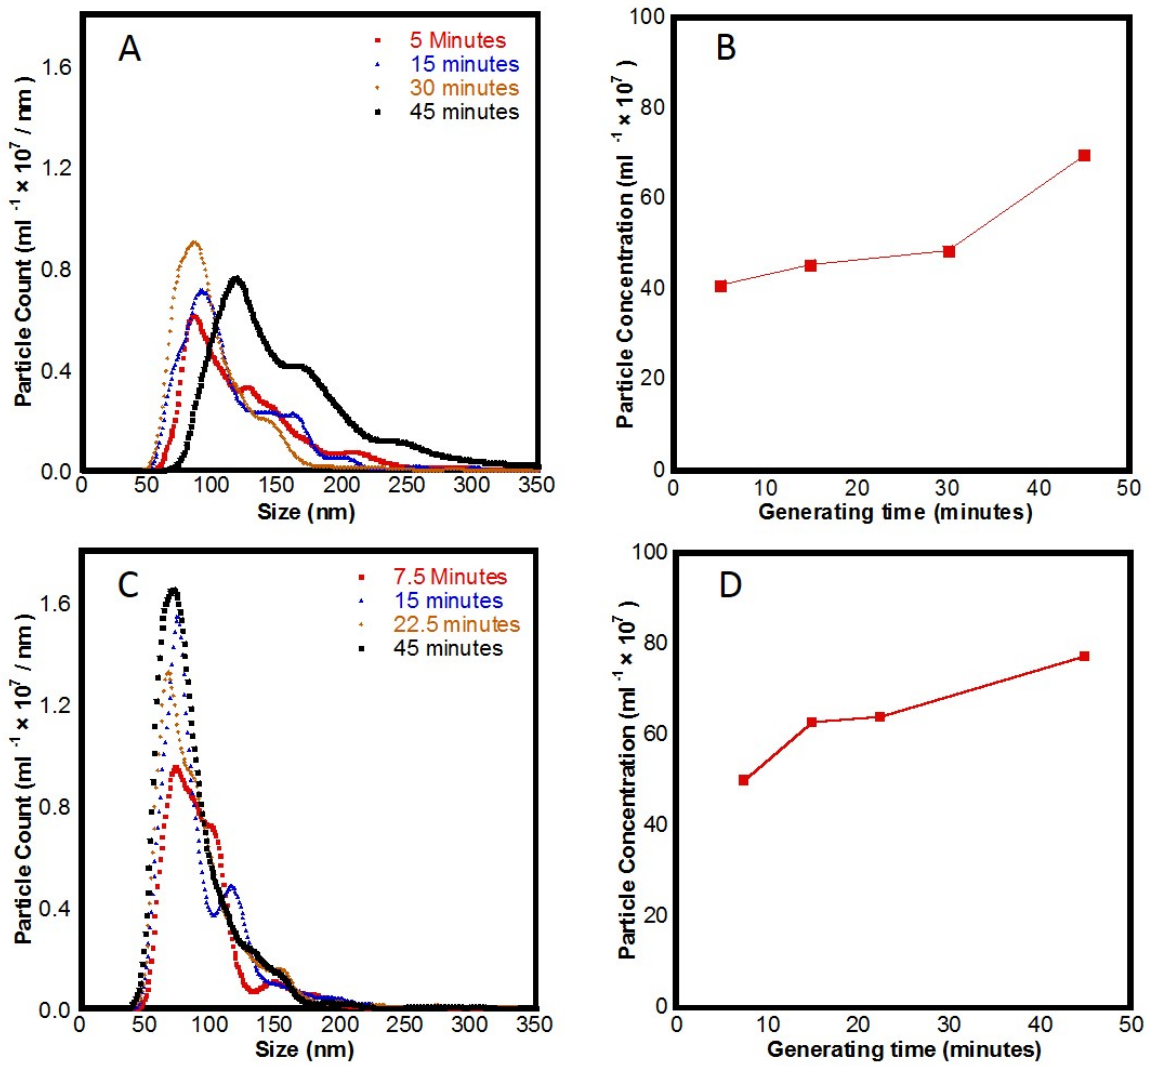 A
5 Minutes
15 minutes
30 minutes
45 minutes
Particle Count (ml ⁻¹ × 10⁷ / nm )
1.6
1.2
0.8
0.4
0.0
0 50 100 150 200 250 300 350
Size (nm)
B
Particle Concentration (ml ⁻¹ × 10⁷ )
100
80
60
40
20
0
0 10 20 30 40 50
Generating time (minutes)
C
7.5 Minutes
15 minutes
22.5 minutes
45 minutes
Particle Count (ml ⁻¹ × 10⁷ / nm )
1.6
1.2
0.8
0.4
0.0
0 50 100 150 200 250 300 350
Size (nm)
D
Particle Concentration (ml ⁻¹ × 10⁷ )
100
80
60
40
20
0
0 10 20 30 40 50
Generating time (minutes)